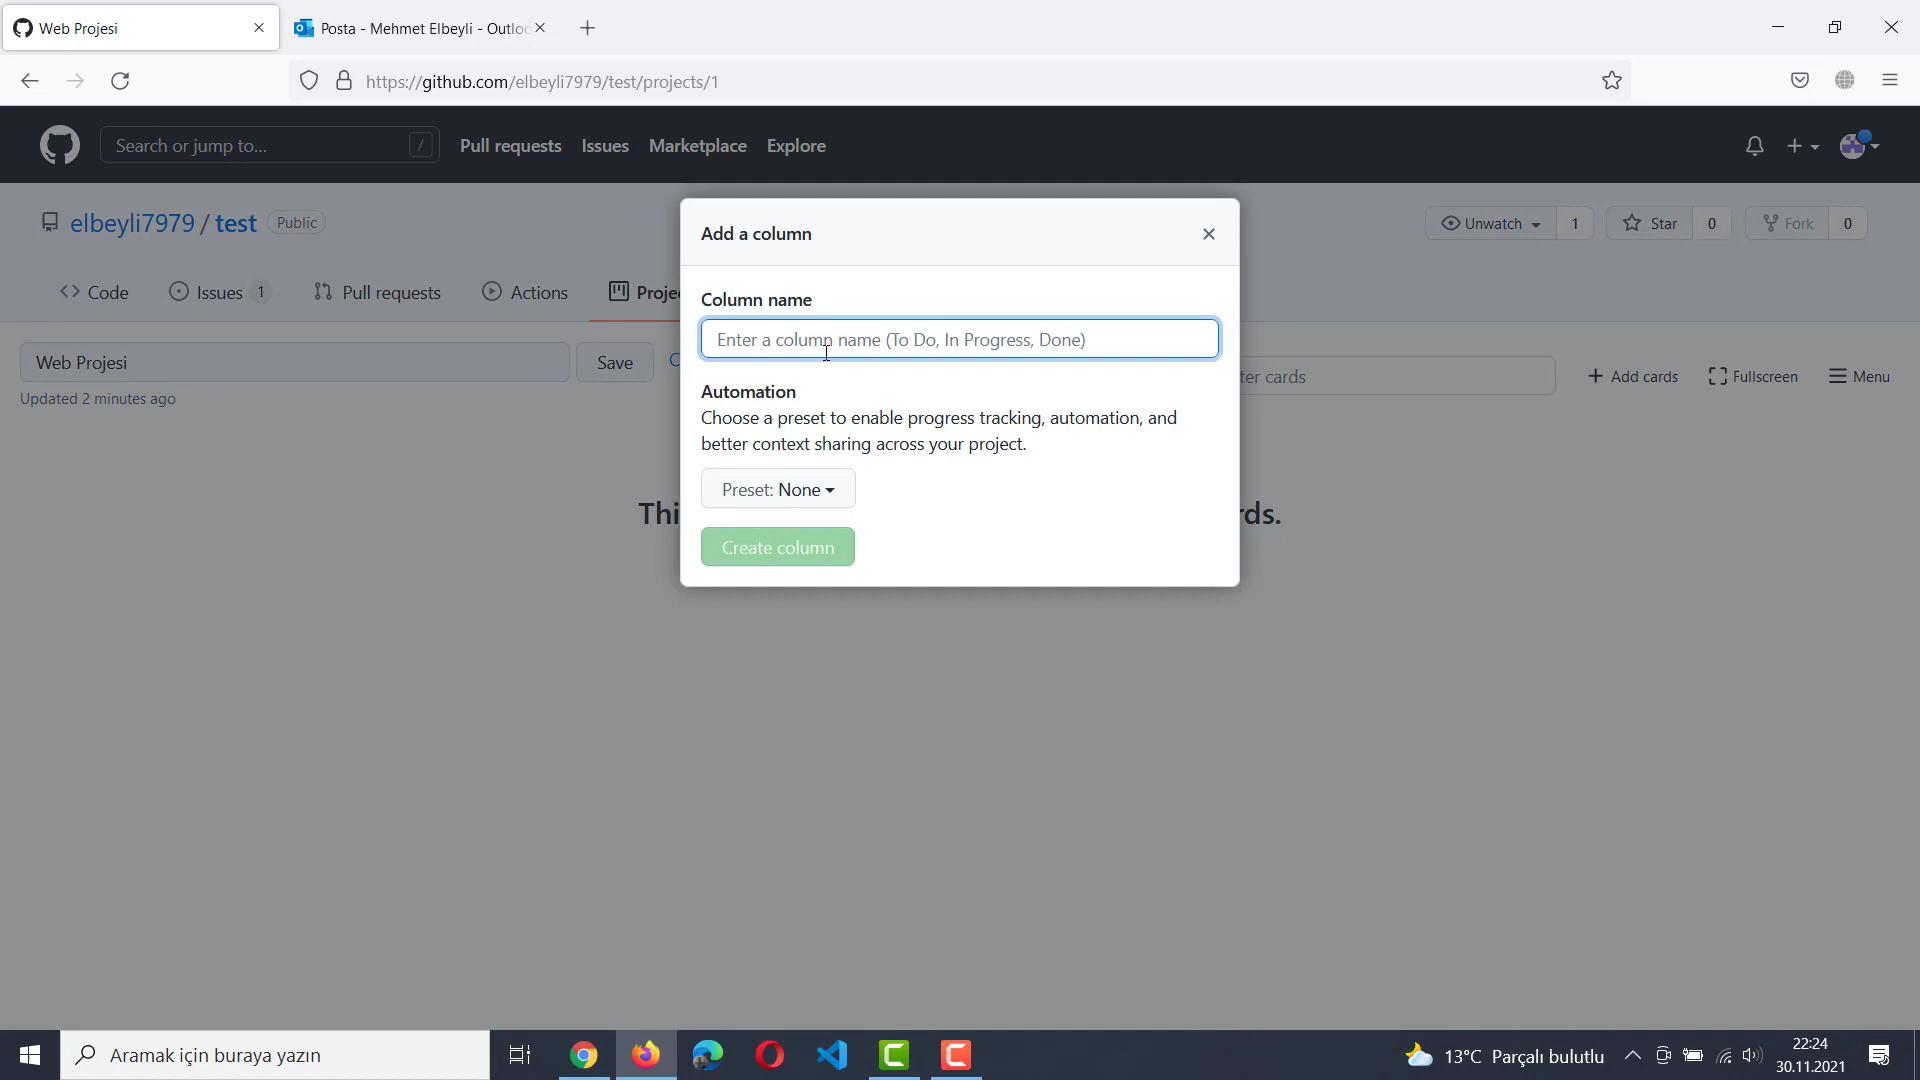 Web Projesi
Posta - Mehmet Elbeyli - Outloo
https://github.com/elbeyli7979/test/projects/1
Search or jump to...
/
Pull requests
Issues
Marketplace
Explore
elbeyli7979 / test
Public
Unwatch
1
Star
0
Fork
0
Code
Issues
1
Pull requests
Actions
Proje
Add a column
Column name
Enter a column name (To Do, In Progress, Done)
Automation
Choose a preset to enable progress tracking, automation, and
better context sharing across your project.
Preset: None
Create column
Web Projesi
Save
C
Updated 2 minutes ago
ter cards
Add cards
Fullscreen
Menu
Thi
rds.
Aramak için buraya yazın
13°C Parçalı bulutlu
22:24
30.11.2021